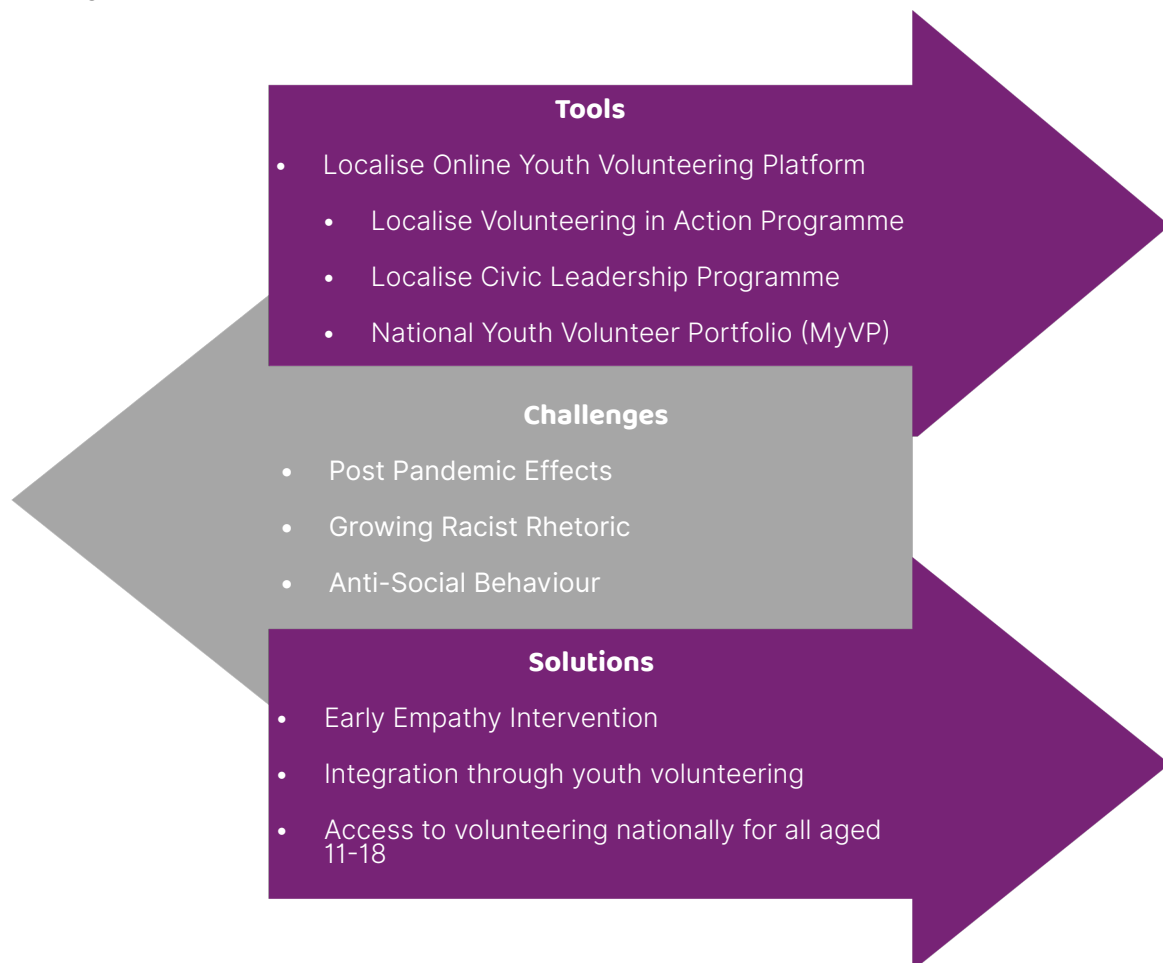 Tools
• Localise Online Youth Volunteering Platform
• Localise Volunteering in Action Programme
• Localise Civic Leadership Programme
• National Youth Volunteer Portfolio (MyVP)
Challenges
• Post Pandemic Effects
• Growing Racist Rhetoric
• Anti-Social Behaviour
Solutions
• Early Empathy Intervention
• Integration through youth volunteering
• Access to volunteering nationally for all aged
11-18